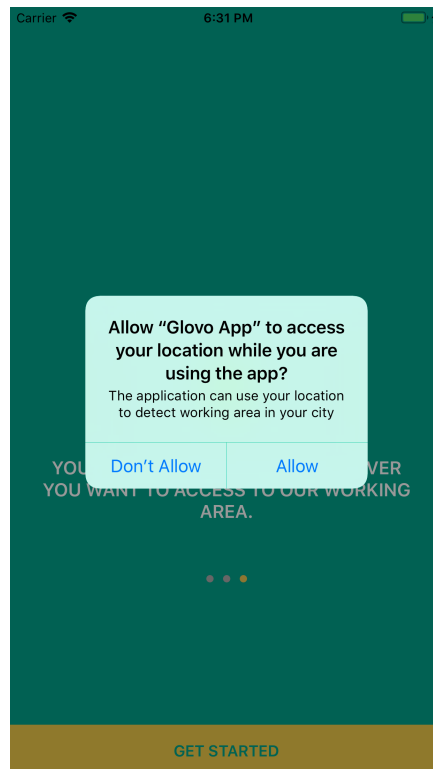 Carrier
6:31 PM
Allow “Glovo App” to access
your location while you are
using the app?
The application can use your location
to detect working area in your city
Don’t Allow
Allow
YOU VER
YOU WANT TO ACCESS TO OUR WORKING
AREA.
GET STARTED